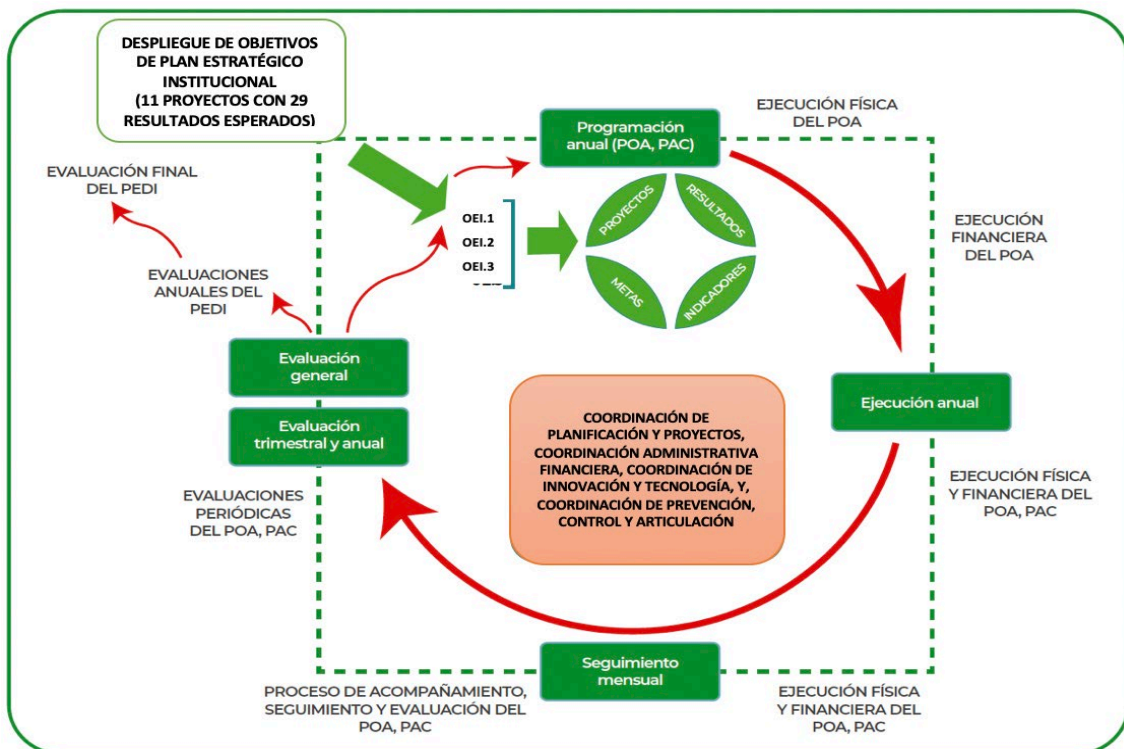 DESPLIEGUE DE OBJETIVOS
DE PLAN ESTRATÉGICO
INSTITUCIONAL
(11 PROYECTOS CON 29
RESULTADOS ESPERADOS)
Programación
anual (POA, PAC)
EJECUCIÓN FÍSICA
DEL POA
EVALUACIÓN FINAL
DEL PEDI
OEI.1
OEI.2
OEI.3
PROYECTOS
RESULTADOS
METAS
INDICADORES
EJECUCIÓN
FINANCIERA
DEL POA
EVALUACIONES
ANUALES DEL
PEDI
Evaluación
general
Evaluación
trimestral y anual
COORDINACIÓN DE
PLANIFICACIÓN Y PROYECTOS,
COORDINACIÓN ADMINISTRATIVA
FINANCIERA, COORDINACIÓN DE
INNOVACIÓN Y TECNOLOGÍA, Y,
COORDINACIÓN DE PREVENCIÓN,
CONTROL Y ARTICULACIÓN
Ejecución anual
EVALUACIONES
PERIÓDICAS
DEL POA, PAC
EJECUCIÓN FÍSICA
Y FINANCIERA DEL
POA, PAC
Seguimiento
mensual
PROCESO DE ACOMPAÑAMIENTO,
SEGUIMIENTO Y EVALUACIÓN DEL
POA, PAC
EJECUCIÓN FÍSICA
Y FINANCIERA DEL
POA, PAC